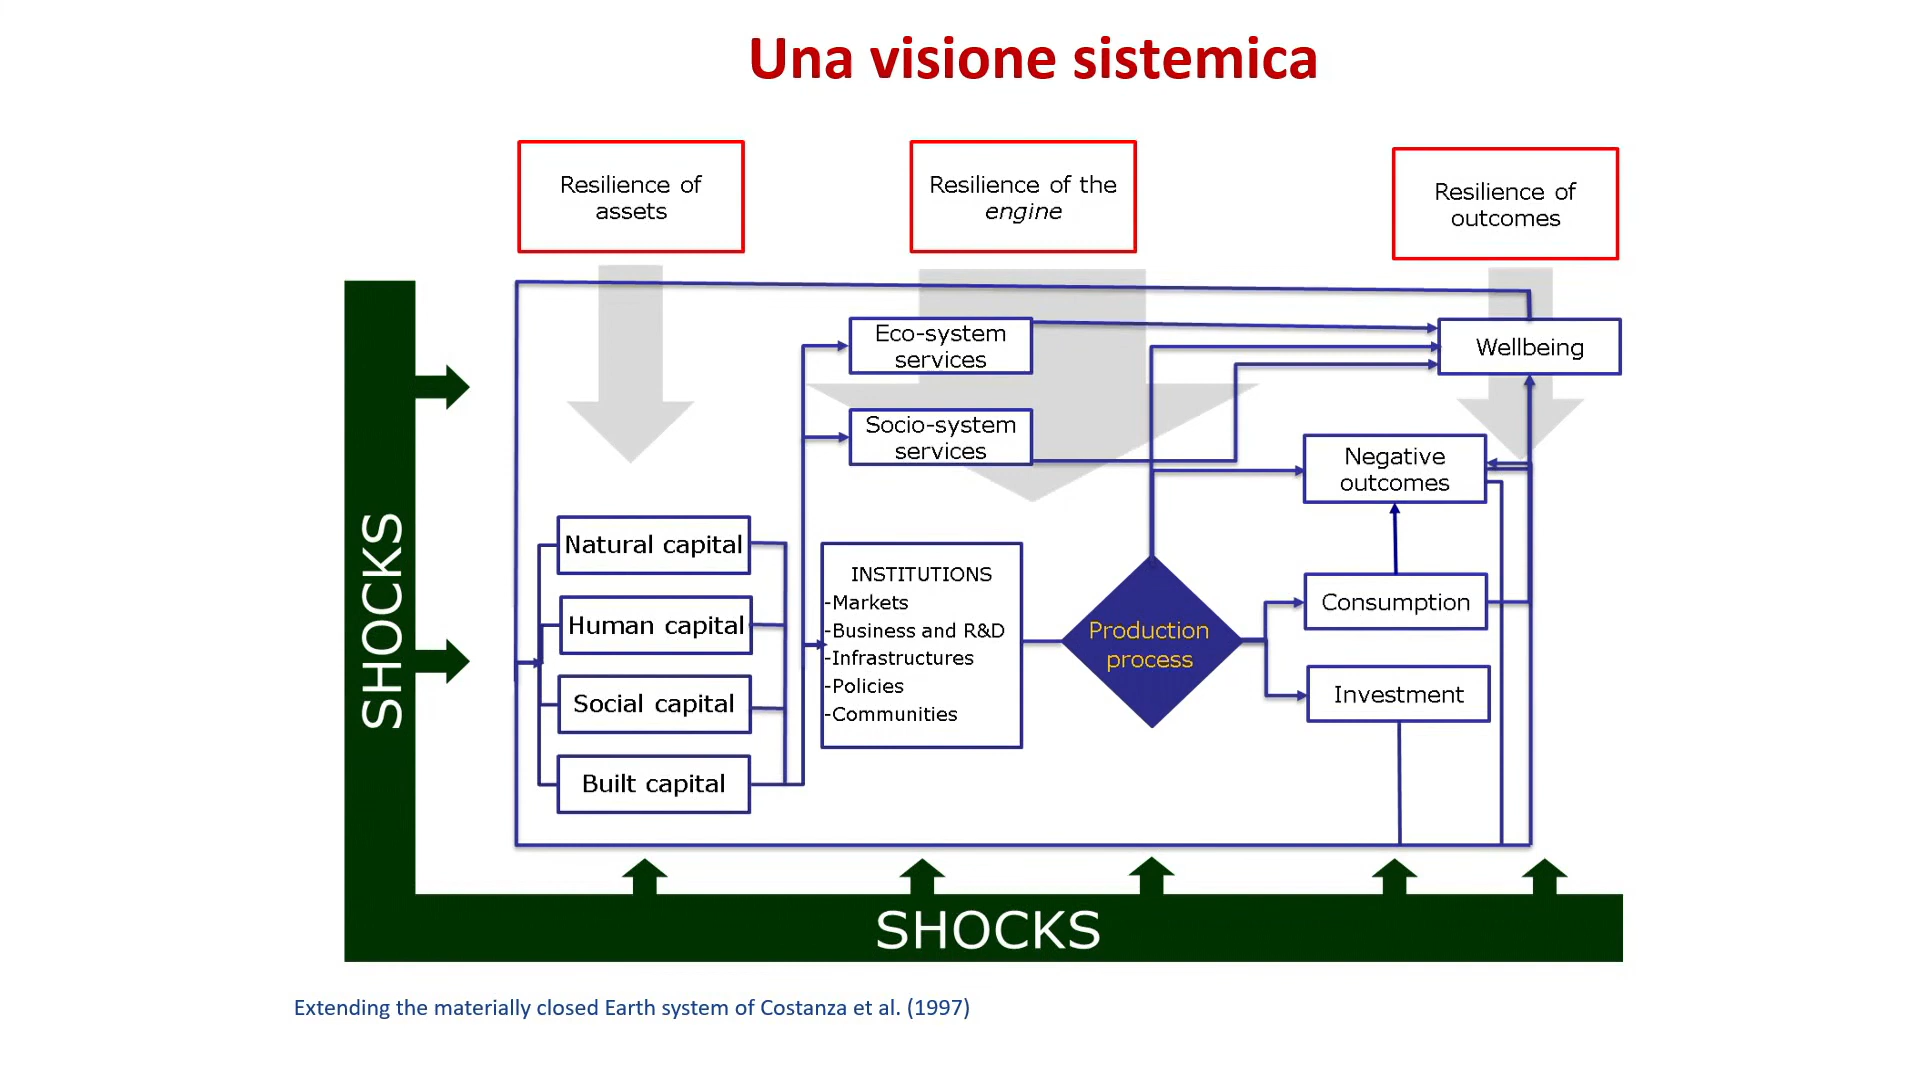 Una visione sistemica
Resilience of
assets
Resilience of the
engine
Resilience of
outcomes
SHOCKS
Eco-system
services
Socio-system
services
Wellbeing
Negative
outcomes
Natural capital
Human capital
Social capital
Built capital
INSTITUTIONS
-Markets
-Business and R&D
-Infrastructures
-Policies
-Communities
Production
process
Consumption
Investment
SHOCKS
Extending the materially closed Earth system of Costanza et al. (1997)